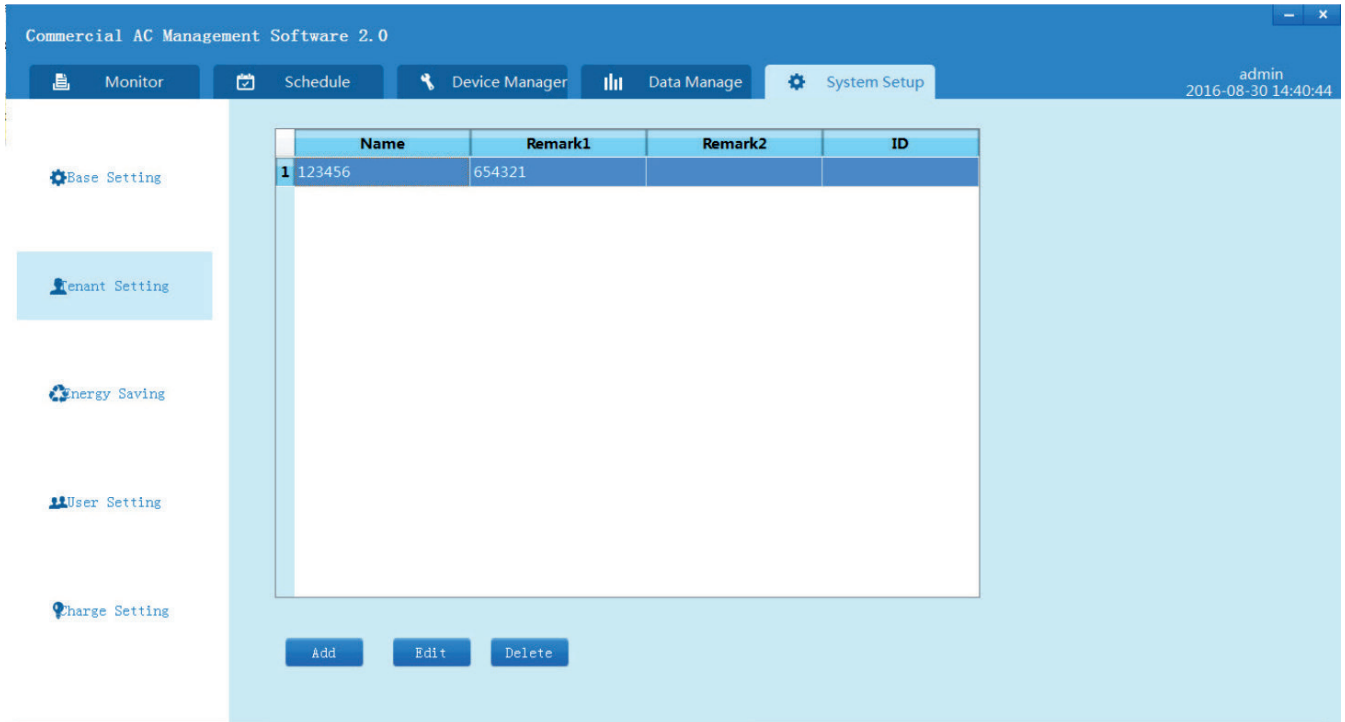 Commercial AC Management Software 2.0
Monitor Schedule Device Manager Data Manage System Setup admin
2016-08-30 14:40:44
Name Remark1 Remark2 ID
1 123456 654321
Base Setting
Tenant Setting
Energy Saving
User Setting
Charge Setting
Add Edit Delete